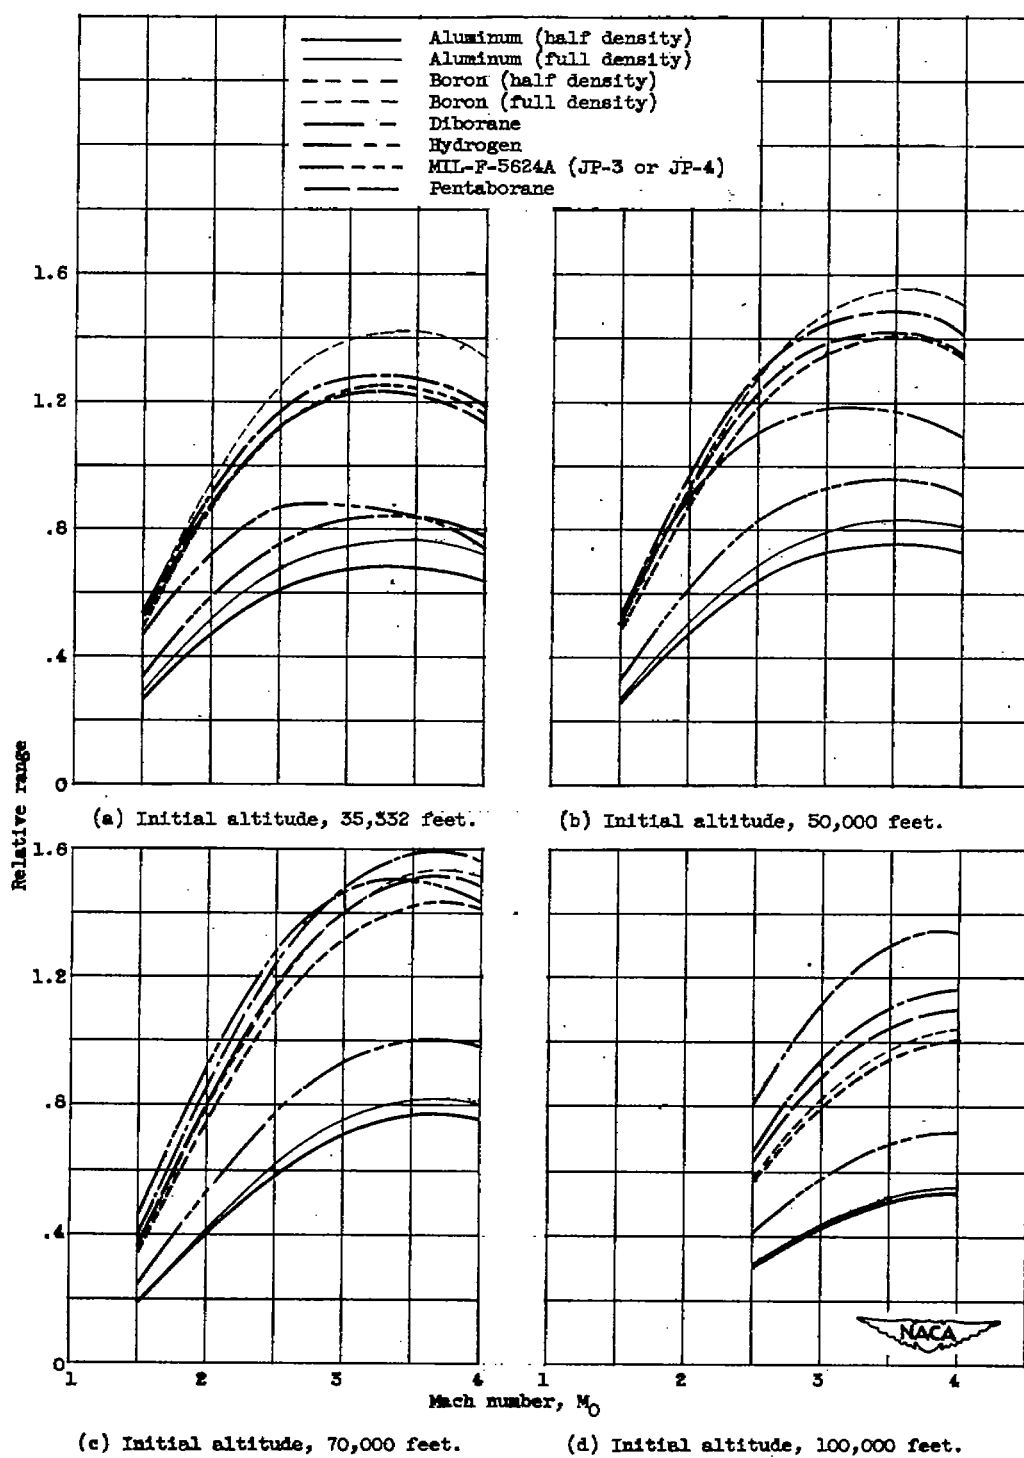 Aluminum (half density)
Aluminum (full density)
Boron (half density)
Boron (full density)
Diborane
Hydrogen
MIL-F-5624A (JP-3 or JP-4)
Pentaborane
1.6
1.2
.8
.4
0
(a) Initial altitude, 35,332 feet.
(b) Initial altitude, 50,000 feet.
Relative range
1.6
1.2
.8
.4
0
NACA
1 2 3 4
1 2 3 4
Mach number, M0
(c) Initial altitude, 70,000 feet.
(d) Initial altitude, 100,000 feet.